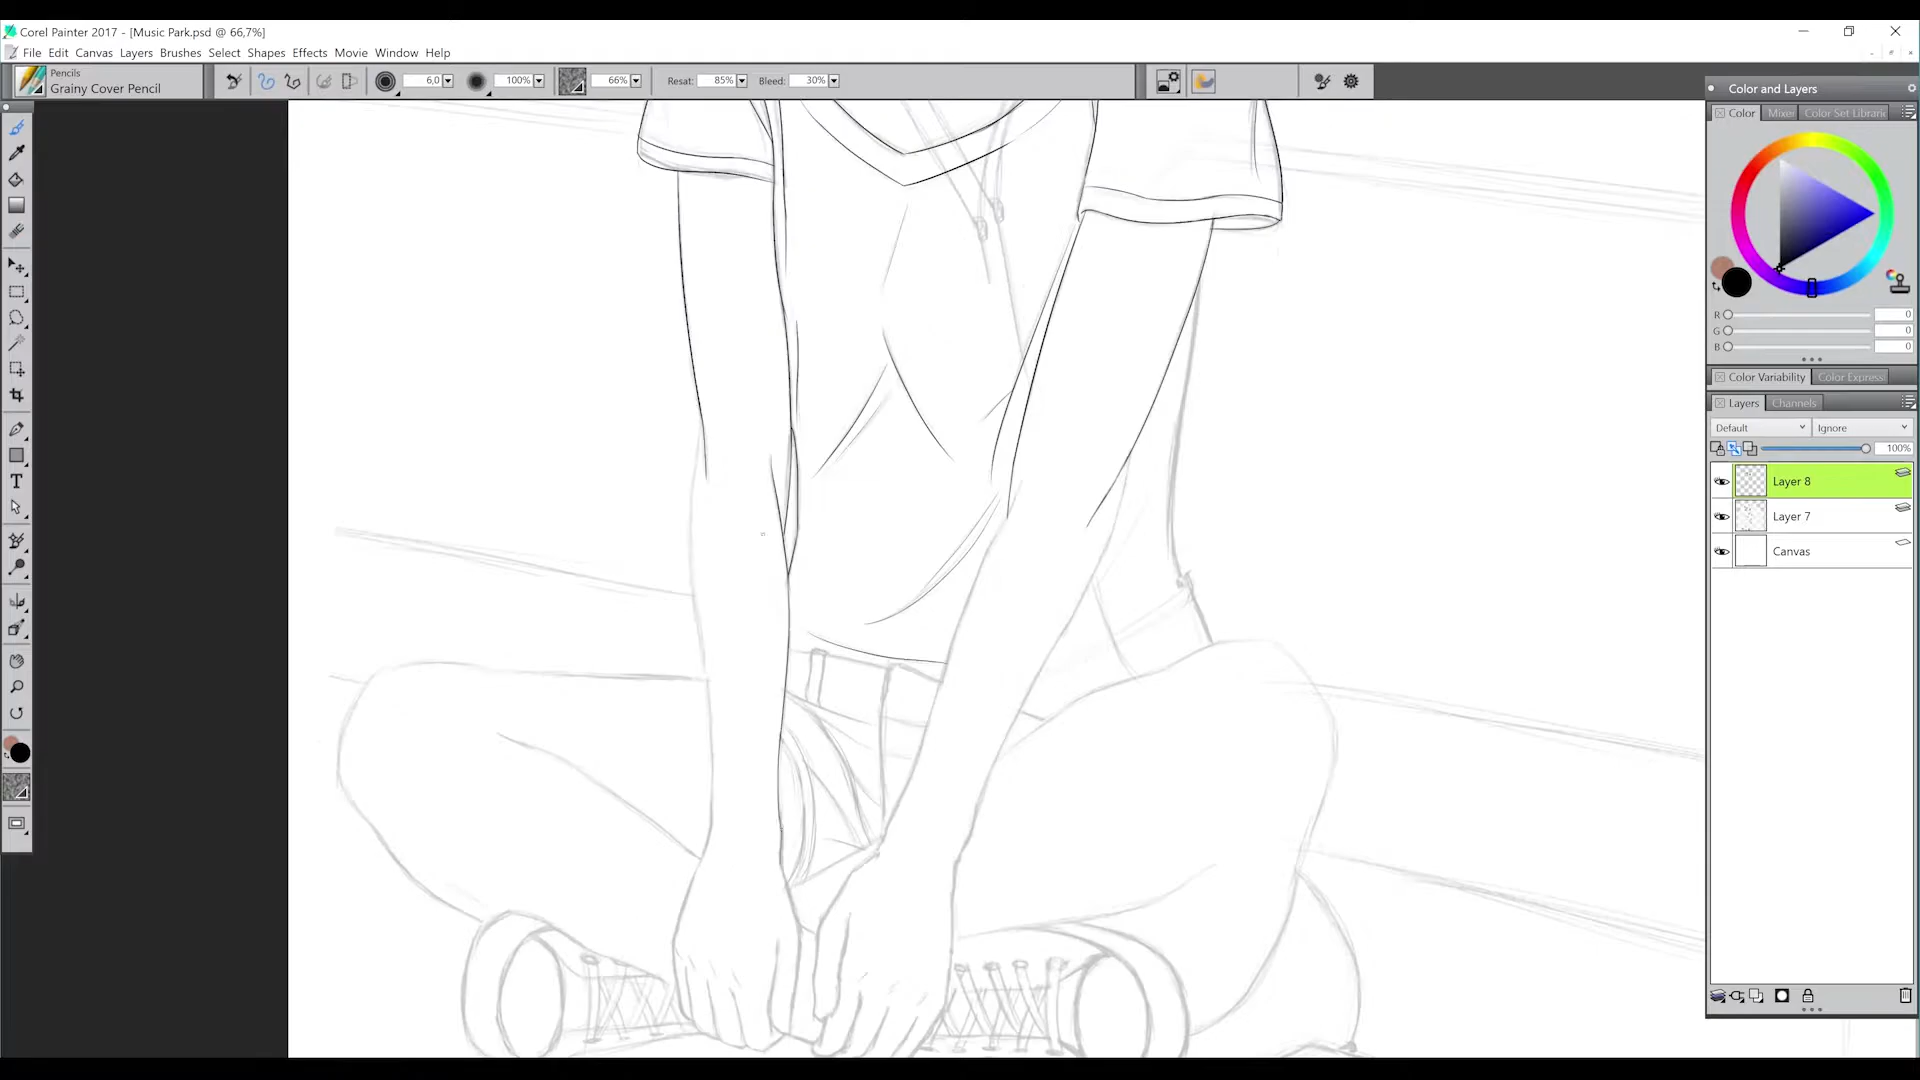 Corel Painter 2017 - [Music Park.psd @ 66,7%]
File Edit Canvas Layers Brushes Select Shapes Effects Movie Window Help
Pencils
Grainy Cover Pencil
6,0
100%
66%
Resat: 85%
Bleed: 30%
Color and Layers
Color Mixer Color Set Librari
R 0
G 0
B 0
Color Variability Color Express
Layers Channels
Default Ignore
100%
Layer 8
Layer 7
Canvas
T